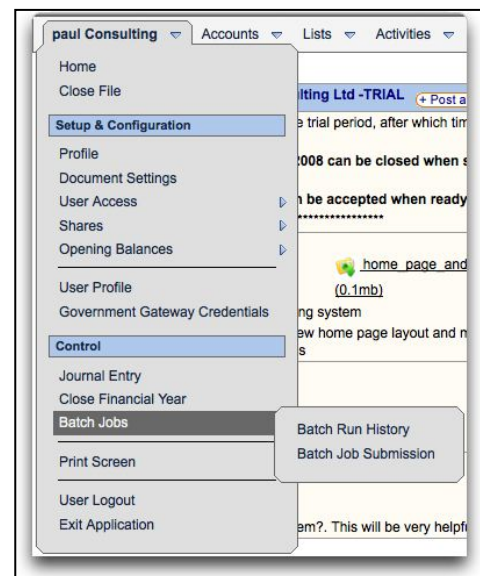 paul Consulting Accounts Lists Activities
Home
Close File
lting Ltd -TRIAL + Post a
Setup & Configuration
e trial period, after which tim
Profile
2008 can be closed when s
Document Settings
User Access
n be accepted when ready
Shares
****************
Opening Balances
home_page_and
(0.1mb)
User Profile
Government Gateway Credentials
ng system
ew home page layout and m
s
Control
Journal Entry
Close Financial Year
Batch Jobs
Batch Run History
Batch Job Submission
Print Screen
User Logout
Exit Application
em?. This will be very helpf